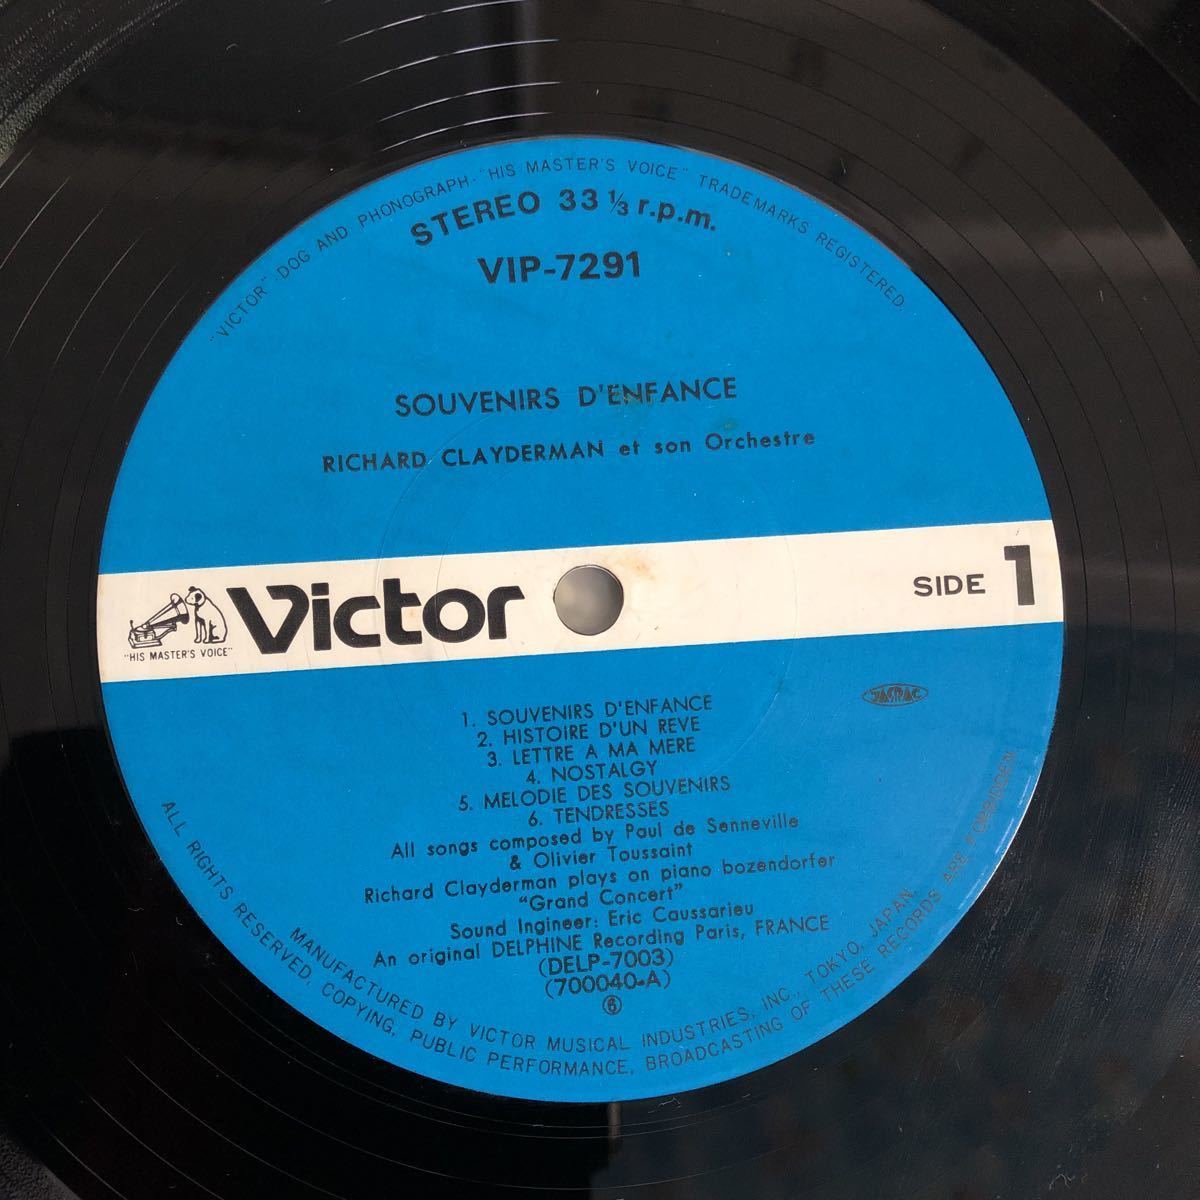 "VICTOR" "DOG AND PHONOGRAPH·"HIS MASTER'S VOICE" TRADEMARKS REGISTERED.
STEREO 33 1/3 r.p.m.
VIP-7291
SOUVENIRS D'ENFANCE
RICHARD CLAYDERMAN et son Orchestre
"HIS MASTER'S VOICE"
Victor
SIDE 1
JASRAC
1. SOUVENIRS D'ENFANCE
2. HISTOIRE D'UN REVE
3. LETTRE A MA MERE
4. NOSTALGY
5. MELODIE DES SOUVENIRS
6. TENDRESSES
All songs composed by Paul de Senneville
& Olivier Toussaint
Richard Clayderman plays on piano bozendorfer
"Grand Concert"
Sound Ingineer: Eric Caussarieu
An original DELPHINE Recording Paris, FRANCE
(DELP-7003)
(700040-A)
⑥
MANUFACTURED BY VICTOR MUSICAL INDUSTRIES, INC., TOKYO, JAPAN.
ALL RIGHTS RESERVED, COPYING, PUBLIC PERFORMANCE, BROADCASTING OF THESE RECORDS ARE FORBIDDEN